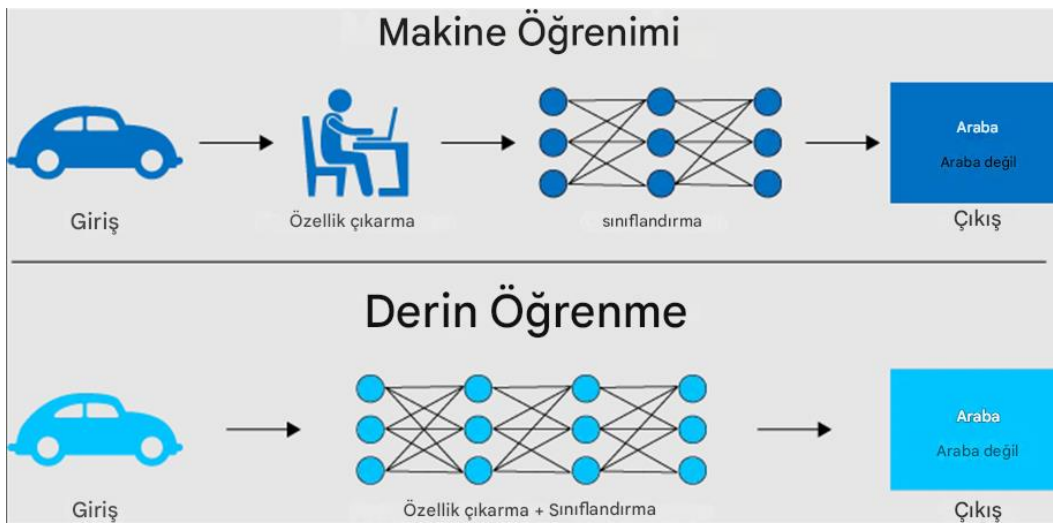 Makine Öğrenimi
Araba
Araba değil
Giriş
Özellik çıkarma
sınıflandırma
Çıkış
Derin Öğrenme
Araba
Araba değil
Giriş
Özellik çıkarma + Sınıflandırma
Çıkış